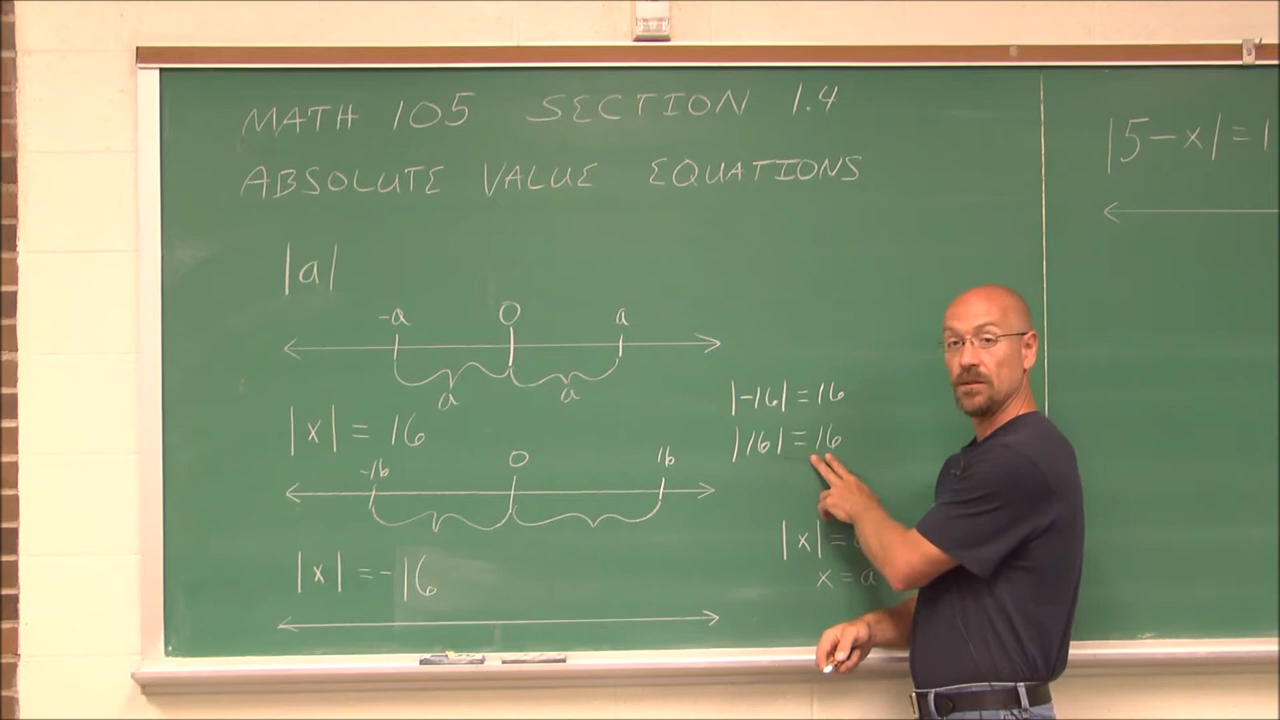 MATH 105 SECTION 1.4
ABSOLUTE VALUE EQUATIONS
|a|
-a 0 a
a a
|x| = 16
-16 0 16
|x| = -16
|-16| = 16
|16| = 16
|x| =
x = a
|5-x| = 1